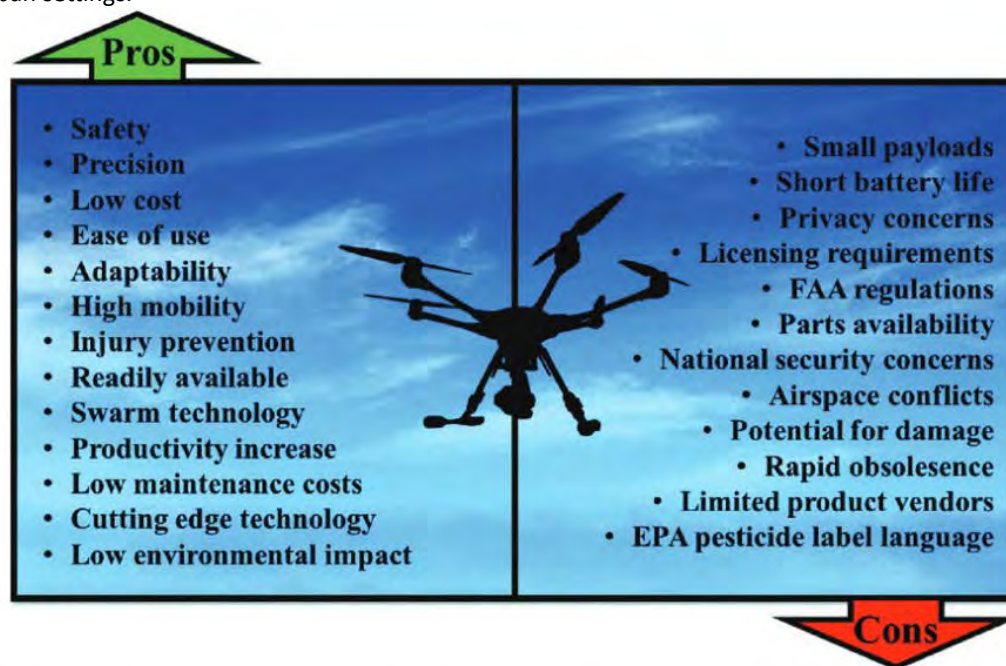 Pros
• Safety
• Precision
• Low cost
• Ease of use
• Adaptability
• High mobility
• Injury prevention
• Readily available
• Swarm technology
• Productivity increase
• Low maintenance costs
• Cutting edge technology
• Low environmental impact
• Small payloads
• Short battery life
• Privacy concerns
• Licensing requirements
• FAA regulations
• Parts availability
• National security concerns
• Airspace conflicts
• Potential for damage
• Rapid obsolesence
• Limited product vendors
• EPA pesticide label language
Cons